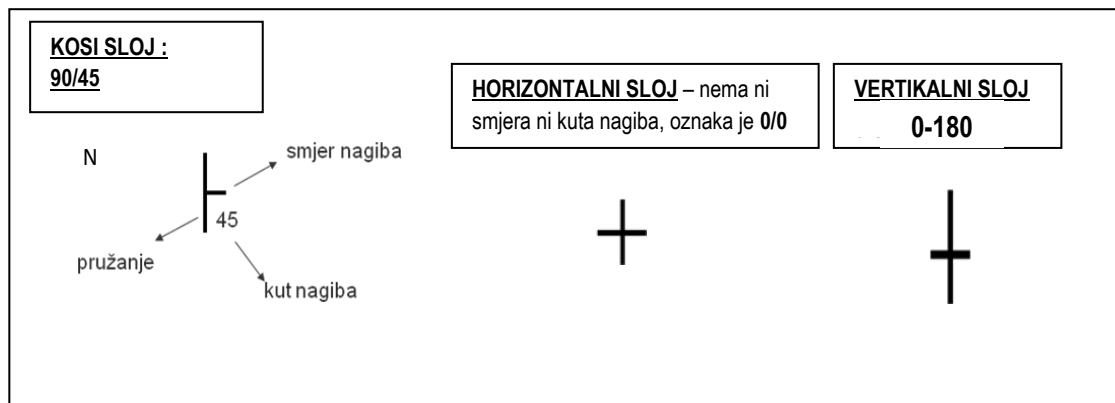 KOSI SLOJ :
90/45
HORIZONTALNI SLOJ – nema ni
smjera ni kuta nagiba, oznaka je 0/0
VERTIKALNI SLOJ
0-180
N
smjer nagiba
45
pružanje
kut nagiba